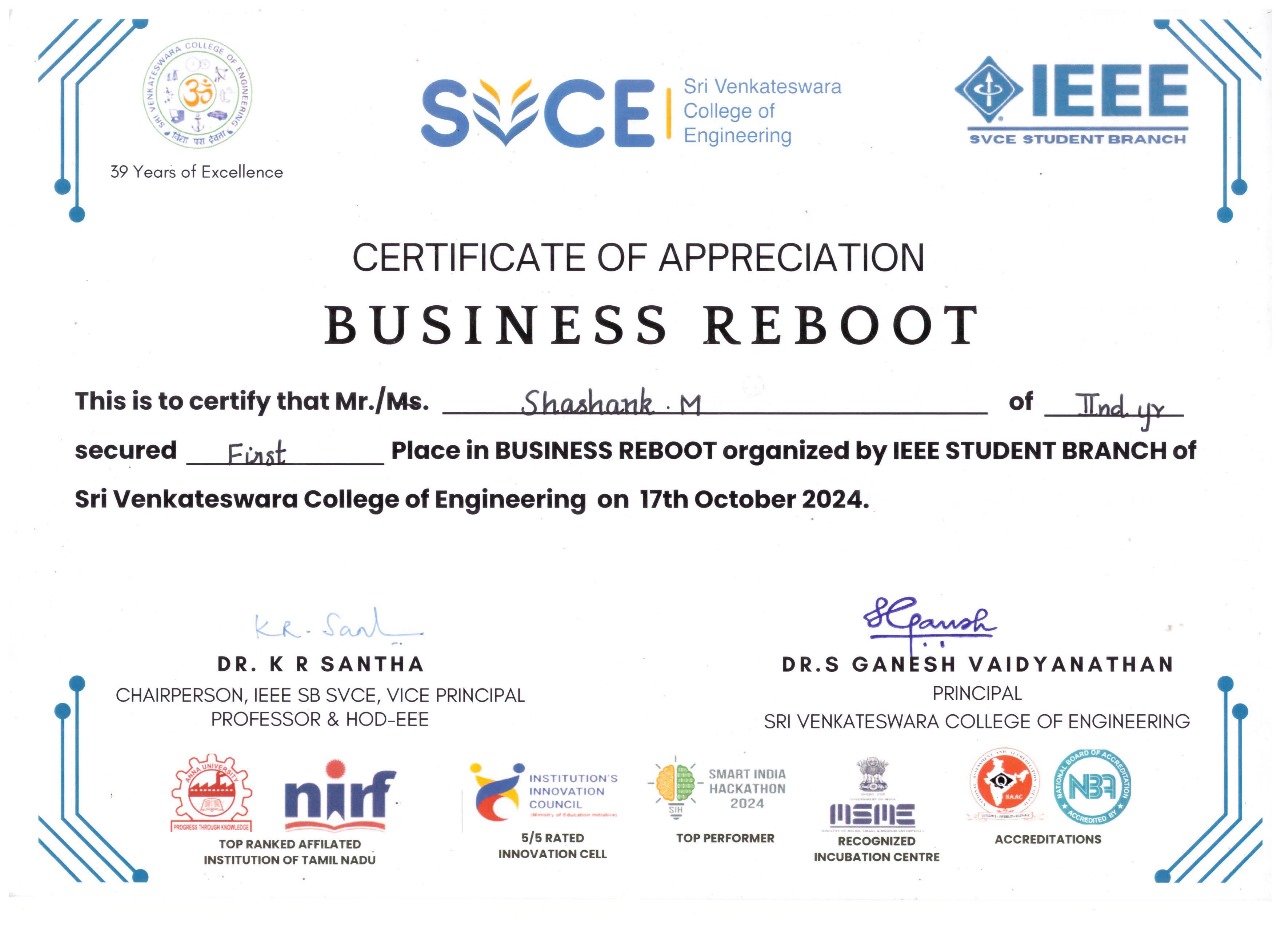 SRI VENKATESWARA COLLEGE OF ENGINEERING
39 Years of Excellence
SVCE
Sri Venkateswara
College of
Engineering
IEEE
SVCE STUDENT BRANCH
CERTIFICATE OF APPRECIATION
BUSINESS REBOOT
This is to certify that Mr./Ms. Shashank . M of IInd yr
secured First Place in BUSINESS REBOOT organized by IEEE STUDENT BRANCH of
Sri Venkateswara College of Engineering on 17th October 2024.
K.R. Sant
S Ganesh
DR. K R SANTHA
CHAIRPERSON, IEEE SB SVCE, VICE PRINCIPAL
PROFESSOR & HOD-EEE
DR.S GANESH VAIDYANATHAN
PRINCIPAL
SRI VENKATESWARA COLLEGE OF ENGINEERING
ANNA UNIVERSITY
PROGRESS THROUGH KNOWLEDGE
nirf
TOP RANKED AFFILATED
INSTITUTION OF TAMIL NADU
INSTITUTION'S
INNOVATION
COUNCIL
(Ministry of Education Initiative)
5/5 RATED
INNOVATION CELL
SIH
SMART INDIA
HACKATHON
2024
TOP PERFORMER
MSME
RECOGNIZED
INCUBATION CENTRE
NAAC
NATIONAL BOARD OF ACCREDITATION
NBA
ACCREDITED BY
ACCREDITATIONS